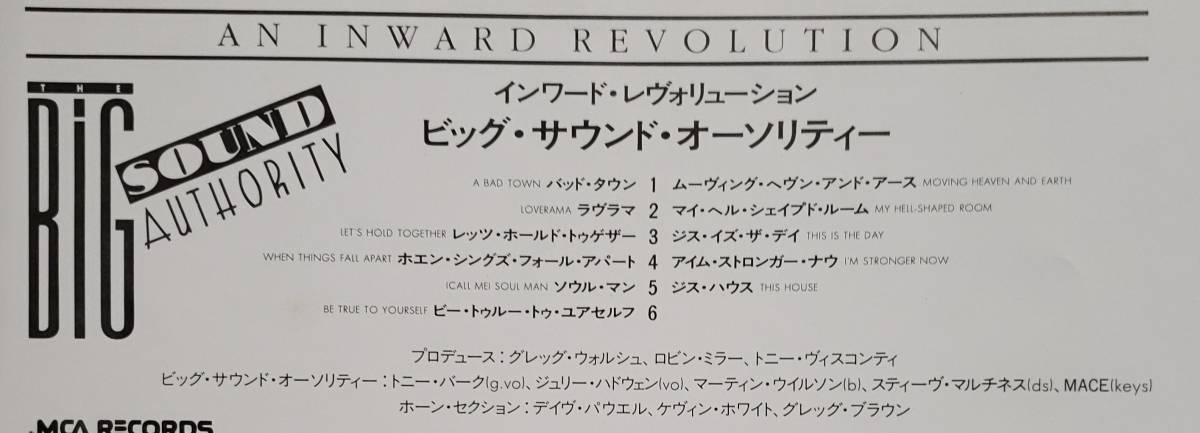 AN INWARD REVOLUTION
THE
BiG
SOUND
AUTHORITY
インワード・レヴォリューション
ビッグ・サウンド・オーソリティー
A BAD TOWN バッド・タウン 1 ムーヴィング・ヘヴン・アンド・アース MOVING HEAVEN AND EARTH
LOVERAMA ラヴラマ 2 マイ・ヘル・シェイプド・ルーム MY HELL-SHAPED ROOM
LET'S HOLD TOGETHER レッツ・ホールド・トゥゲザー 3 ジス・イズ・ザ・デイ THIS IS THE DAY
WHEN THINGS FALL APART ホエン・シングズ・フォール・アパート 4 アイム・ストロンガー・ナウ I'M STRONGER NOW
(CALL ME) SOUL MAN ソウル・マン 5 ジス・ハウス THIS HOUSE
BE TRUE TO YOURSELF ビー・トゥルー・トゥ・ユアセルフ 6
プロデュース：グレッグ・ウォルシュ、ロビン・ミラー、トニー・ヴィスコンティ
ビッグ・サウンド・オーソリティー：トニー・バーク(g.vo)、ジュリー・ハドウェン(vo)、マーティン・ウイルソン(b)、スティーヴ・マルチネス(ds)、MACE(keys)
ホーン・セクション：デイヴ・パウエル、ケヴィン・ホワイト、グレッグ・ブラウン
MCA RECORDS